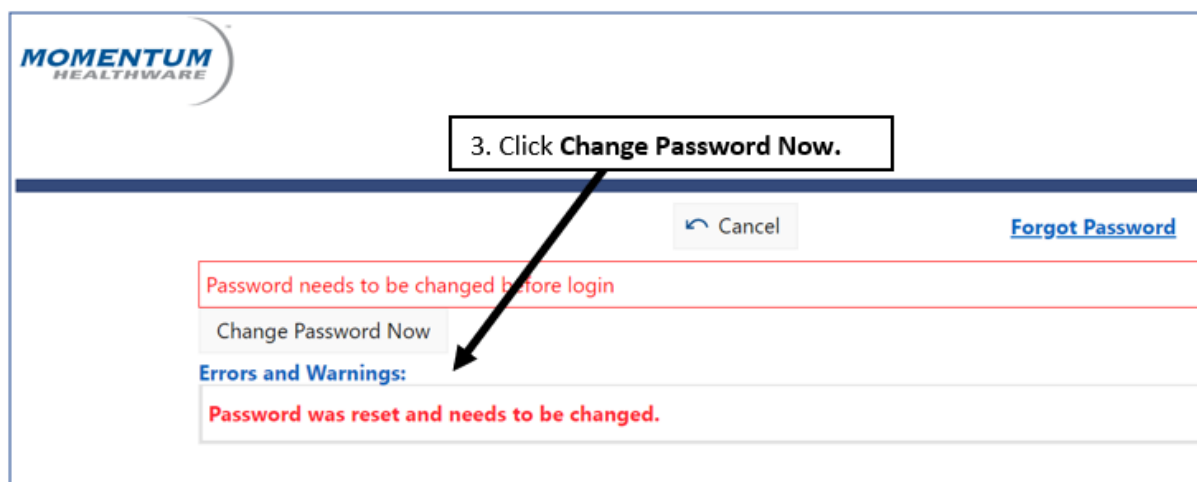 MOMENTUM
HEALTHWARE
3. Click Change Password Now.
Cancel
Forgot Password
Password needs to be changed before login
Change Password Now
Errors and Warnings:
Password was reset and needs to be changed.